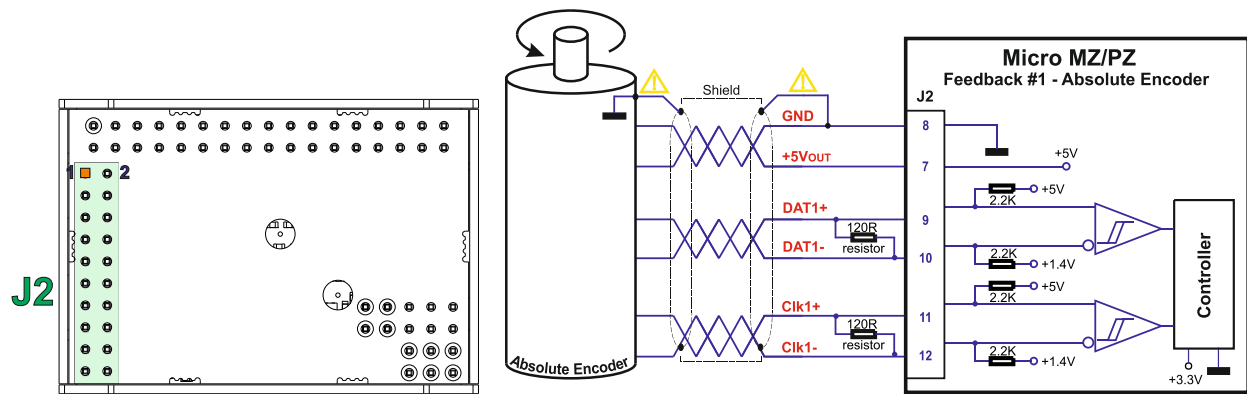 1
2
J2
Absolute Encoder
Shield
GND
+5VOUT
DAT1+
120R
resistor
DAT1-
Clk1+
120R
resistor
Clk1-
Micro MZ/PZ
Feedback #1 - Absolute Encoder
J2
8
7
9
10
11
12
+5V
2.2K
+5V
2.2K
+1.4V
2.2K
+5V
2.2K
+1.4V
Controller
+3.3V